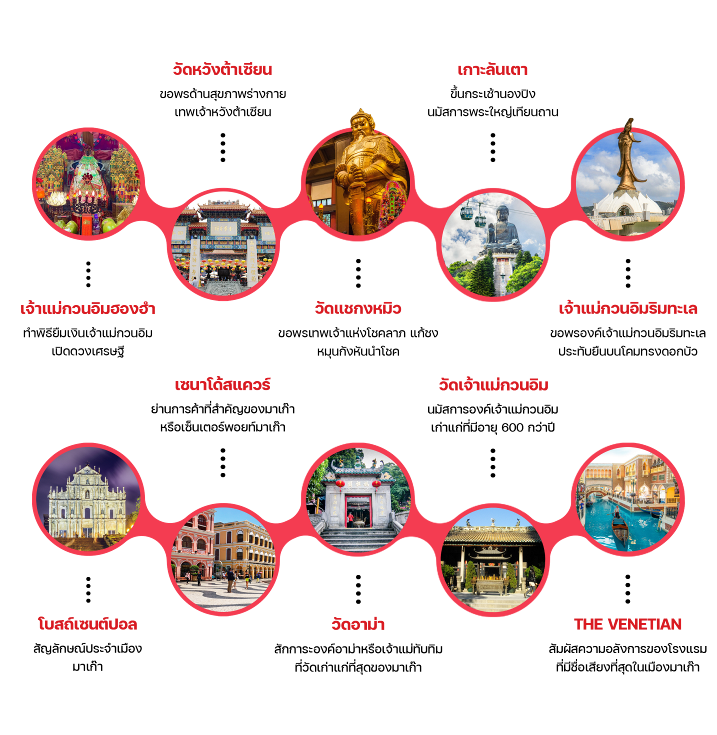 วัดหวังต้าเซียน
ขอพรด้านสุขภาพร่างกาย
เทพเจ้าหวังต้าเซียน
เกาะลันเตา
ขึ้นกระเช้านองปิง
นมัสการพระใหญ่เทียนถาน
เจ้าแม่กวนอิมฮองฮำ
ทำพิธียืมเงินเจ้าแม่กวนอิม
เปิดดวงเศรษฐี
วัดแชกงหมิว
ขอพรเทพเจ้าแห่งโชคลาภ แก้ชง
หมุนกังหันนำโชค
เจ้าแม่กวนอิมริมทะเล
ขอพรองค์เจ้าแม่กวนอิมริมทะเล
ประทับยืนบนโคมทรงดอกบัว
เซนาโด้สแควร์
ย่านการค้าที่สำคัญของมาเก๊า
หรือเซ็นเตอร์พอยท์มาเก๊า
วัดเจ้าแม่กวนอิม
นมัสการองค์เจ้าแม่กวนอิม
เก่าแก่ที่มีอายุ 600 กว่าปี
โบสถ์เซนต์ปอล
สัญลักษณ์ประจำเมือง
มาเก๊า
วัดอาม่า
สักการะองค์อาม่าหรือเจ้าแม่ทับทิม
ที่วัดเก่าแก่ที่สุดของมาเก๊า
THE VENETIAN
สัมผัสความอลังการของโรงแรม
ที่มีชื่อเสียงที่สุดในเมืองมาเก๊า